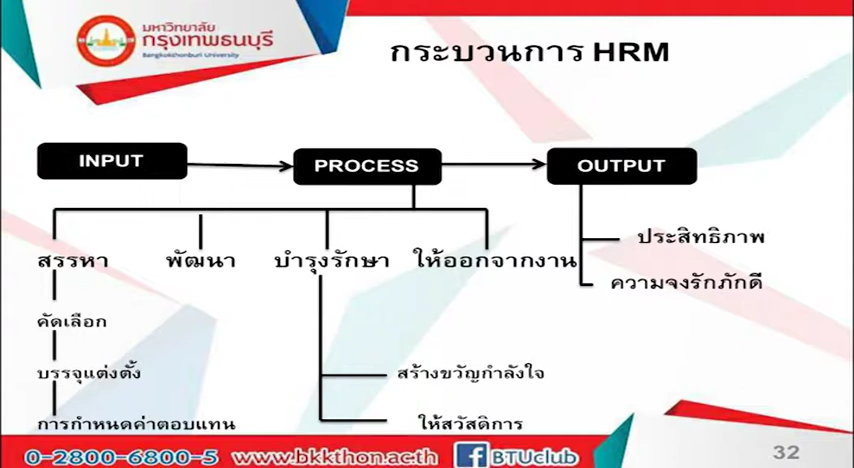 มหาวิทยาลัย
กรุงเทพธนบุรี
Bangkokthonburi University
กระบวนการ HRM
INPUT
PROCESS
OUTPUT
ประสิทธิภาพ
ความจงรักภักดี
สรรหา
พัฒนา
บำรุงรักษา
ให้ออกจากงาน
คัดเลือก
บรรจุแต่งตั้ง
การกำหนดค่าตอบแทน
สร้างขวัญกำลังใจ
ให้สวัสดิการ
0-2800-6800-5 www.bkkthon.ac.th f BTUclub
32